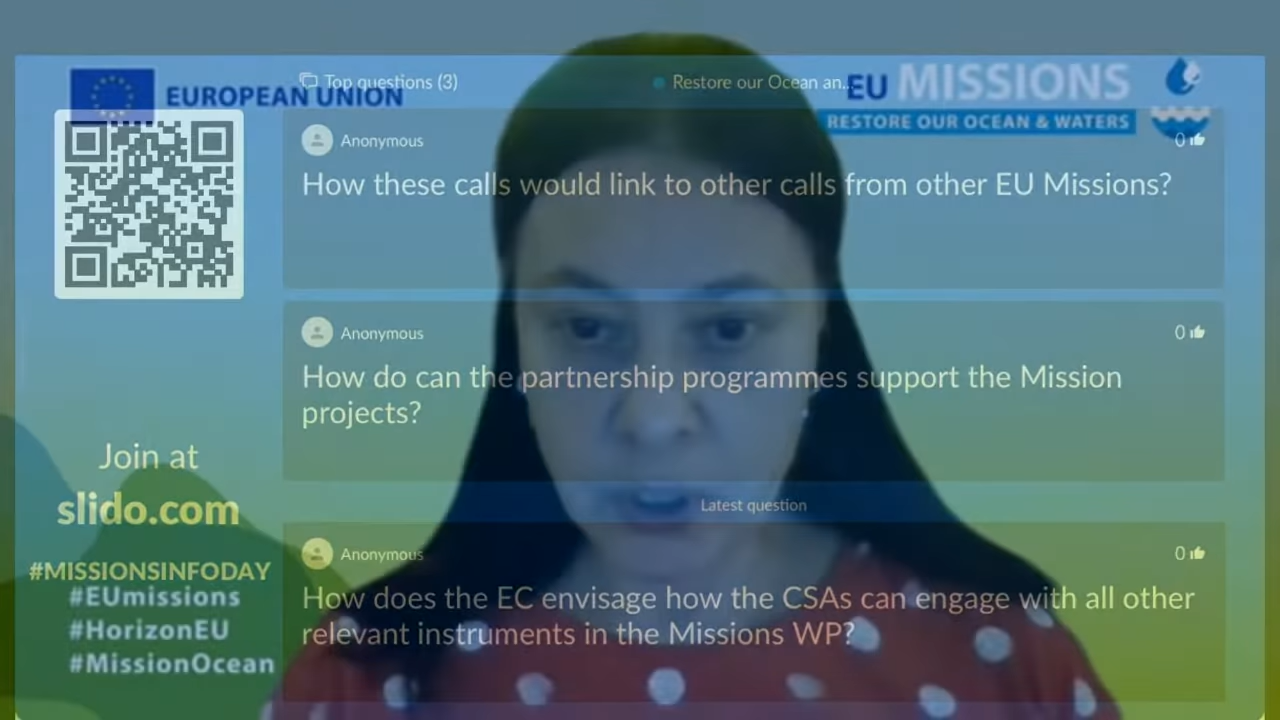 Top questions (3)
Restore our Ocean an...
EUROPEAN UNION
EU MISSIONS
RESTORE OUR OCEAN & WATERS
Anonymous
0
How these calls would link to other calls from other EU Missions?
Anonymous
0
How do can the partnership programmes support the Mission
projects?
Join at
slido.com
#MISSIONSINFODAY
#EUmissions
#HorizonEU
#MissionOcean
Latest question
Anonymous
0
How does the EC envisage how the CSAs can engage with all other
relevant instruments in the Missions WP?